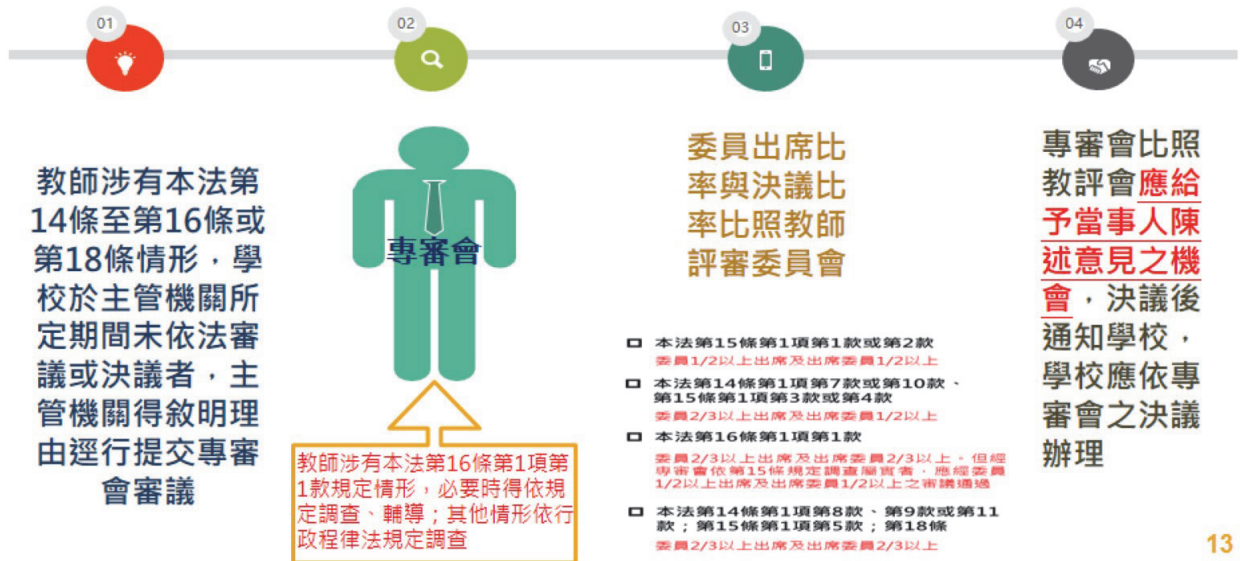 01
教師涉有本法第
14條至第16條或
第18條情形，學
校於主管機關所
定期間未依法審
議或決議者，主
管機關得敘明理
由逕行提交專審
會審議
02
專審會
教師涉有本法第16條第1項第
1款規定情形，必要時得依規
定調查、輔導；其他情形依行
政程律法規定調查
03
委員出席比
率與決議比
率比照教師
評審委員會
本法第15條第1項第1款或第2款
委員1/2以上出席及出席委員1/2以上
本法第14條第1項第7款或第10款、
第15條第1項第3款或第4款
委員2/3以上出席及出席委員1/2以上
本法第16條第1項第1款
委員2/3以上出席及出席委員2/3以上。但經
專審會依第15條規定調查屬實者，應經委員
1/2以上出席及出席委員1/2以上之審議通過
本法第14條第1項第8款、第9款或第11
款；第15條第1項第5款；第18條
委員2/3以上出席及出席委員2/3以上
04
專審會比照
教評會應給
予當事人陳
述意見之機
會，決議後
通知學校，
學校應依專
審會之決議
辦理
13